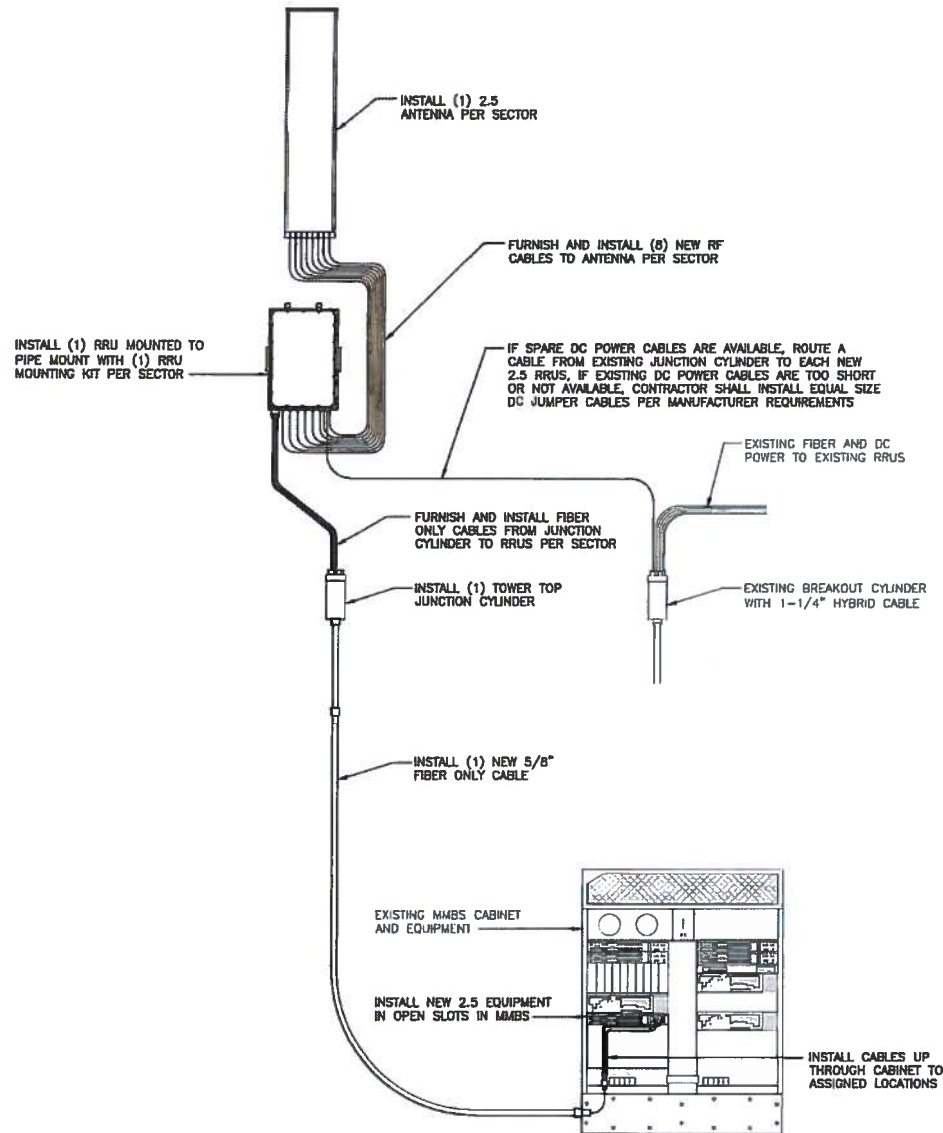 INSTALL (1) 2.5
ANTENNA PER SECTOR
FURNISH AND INSTALL (8) NEW RF
CABLES TO ANTENNA PER SECTOR
INSTALL (1) RRU MOUNTED TO
PIPE MOUNT WITH (1) RRU
MOUNTING KIT PER SECTOR
IF SPARE DC POWER CABLES ARE AVAILABLE, ROUTE A
CABLE FROM EXISTING JUNCTION CYLINDER TO EACH NEW
2.5 RRUS, IF EXISTING DC POWER CABLES ARE TOO SHORT
OR NOT AVAILABLE, CONTRACTOR SHALL INSTALL EQUAL SIZE
DC JUMPER CABLES PER MANUFACTURER REQUIREMENTS
EXISTING FIBER AND DC
POWER TO EXISTING RRUS
FURNISH AND INSTALL FIBER
ONLY CABLES FROM JUNCTION
CYLINDER TO RRUS PER SECTOR
INSTALL (1) TOWER TOP
JUNCTION CYLINDER
EXISTING BREAKOUT CYLINDER
WITH 1-1/4" HYBRID CABLE
INSTALL (1) NEW 5/8"
FIBER ONLY CABLE
EXISTING MMBS CABINET
AND EQUIPMENT
INSTALL NEW 2.5 EQUIPMENT
IN OPEN SLOTS IN MMBS
INSTALL CABLES UP
THROUGH CABINET TO
ASSIGNED LOCATIONS